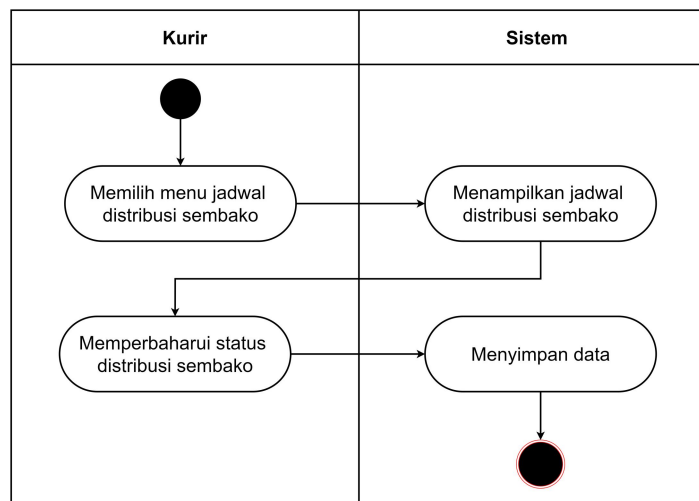 Kurir
Sistem
Memilih menu jadwal
distribusi sembako
Menampilkan jadwal
distribusi sembako
Memperbaharui status
distribusi sembako
Menyimpan data